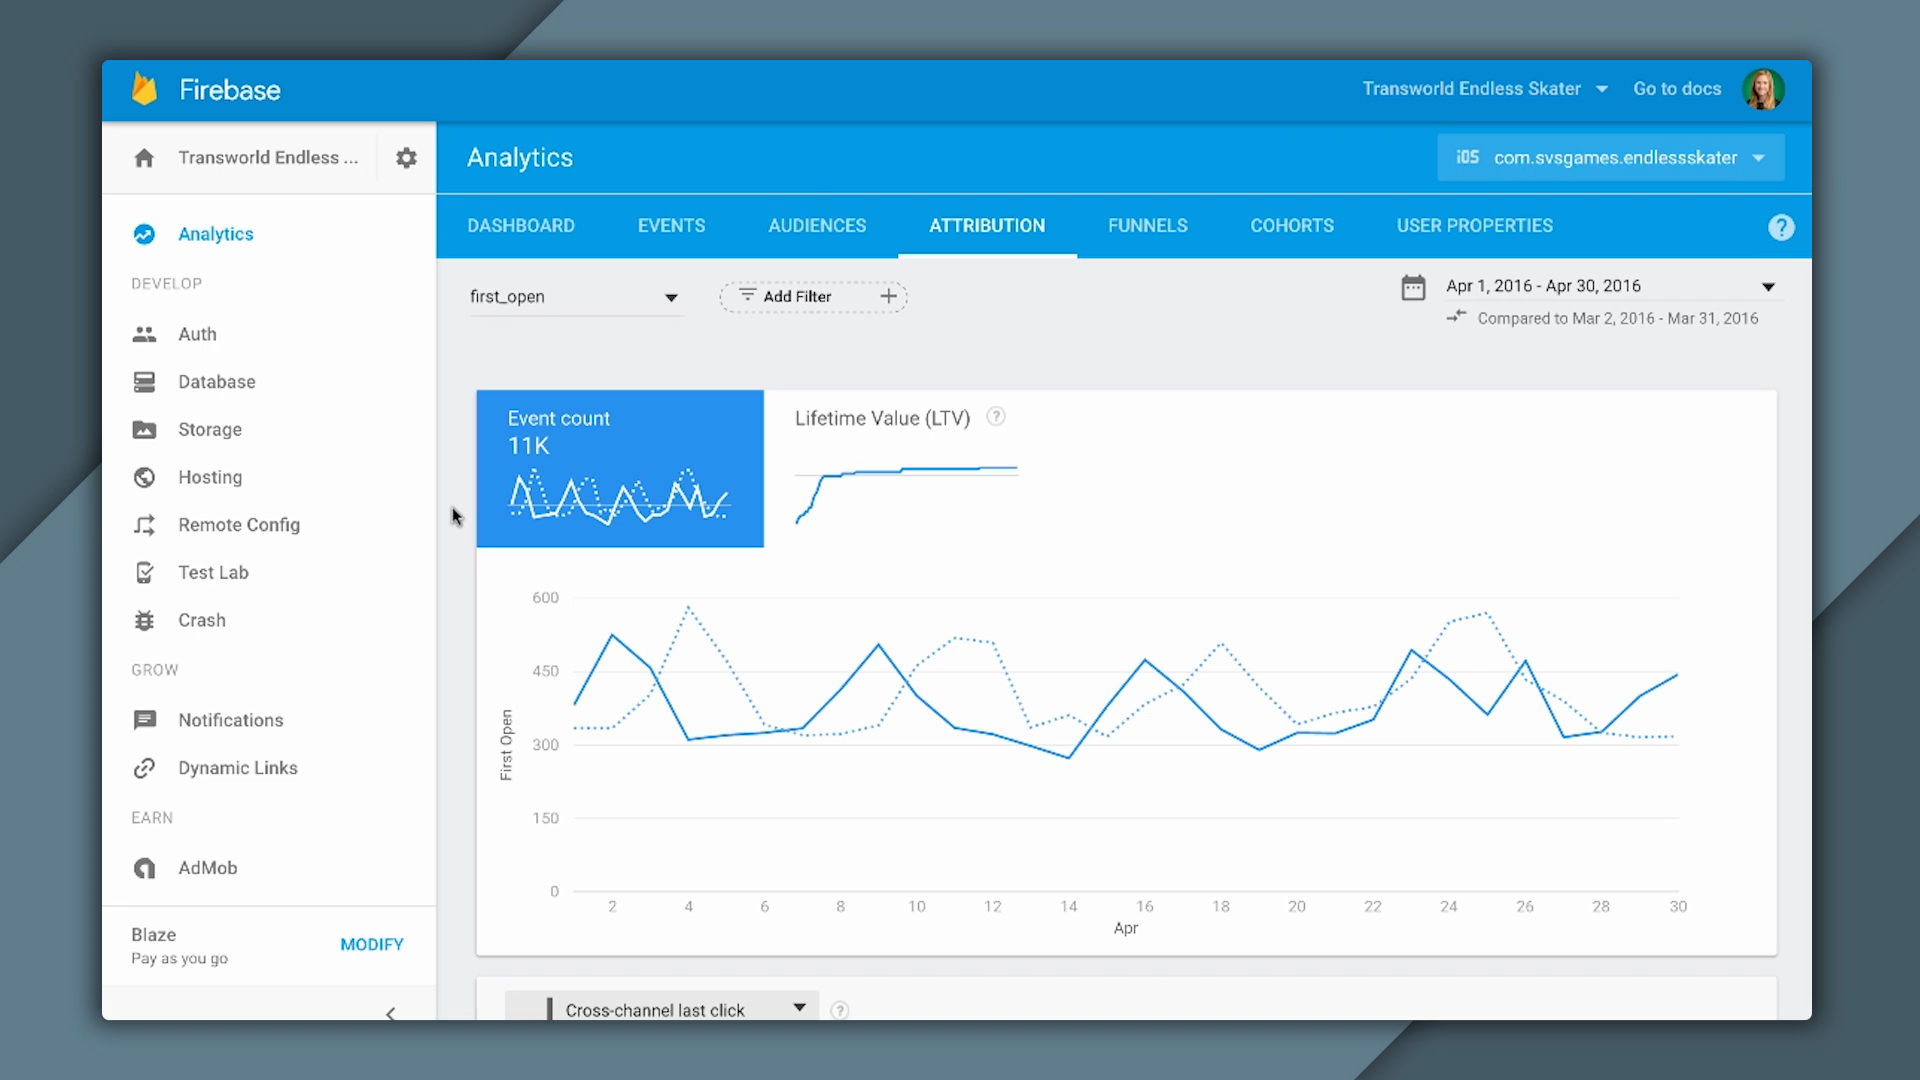 Firebase
Transworld Endless Skater
Go to docs
Transworld Endless ...
Analytics
iOS com.svsgames.endlessskater
DASHBOARD
EVENTS
AUDIENCES
ATTRIBUTION
FUNNELS
COHORTS
USER PROPERTIES
?
Analytics
DEVELOP
Auth
Database
Storage
Hosting
Remote Config
Test Lab
Crash
GROW
Notifications
Dynamic Links
EARN
AdMob
Blaze
Pay as you go
MODIFY
first_open
Add Filter
Apr 1, 2016 - Apr 30, 2016
Compared to Mar 2, 2016 - Mar 31, 2016
Event count
11K
Lifetime Value (LTV) ?
600
450
300
150
0
First Open
2 4 6 8 10 12 14 16 18 20 22 24 26 28 30
Apr
Cross-channel last click ?